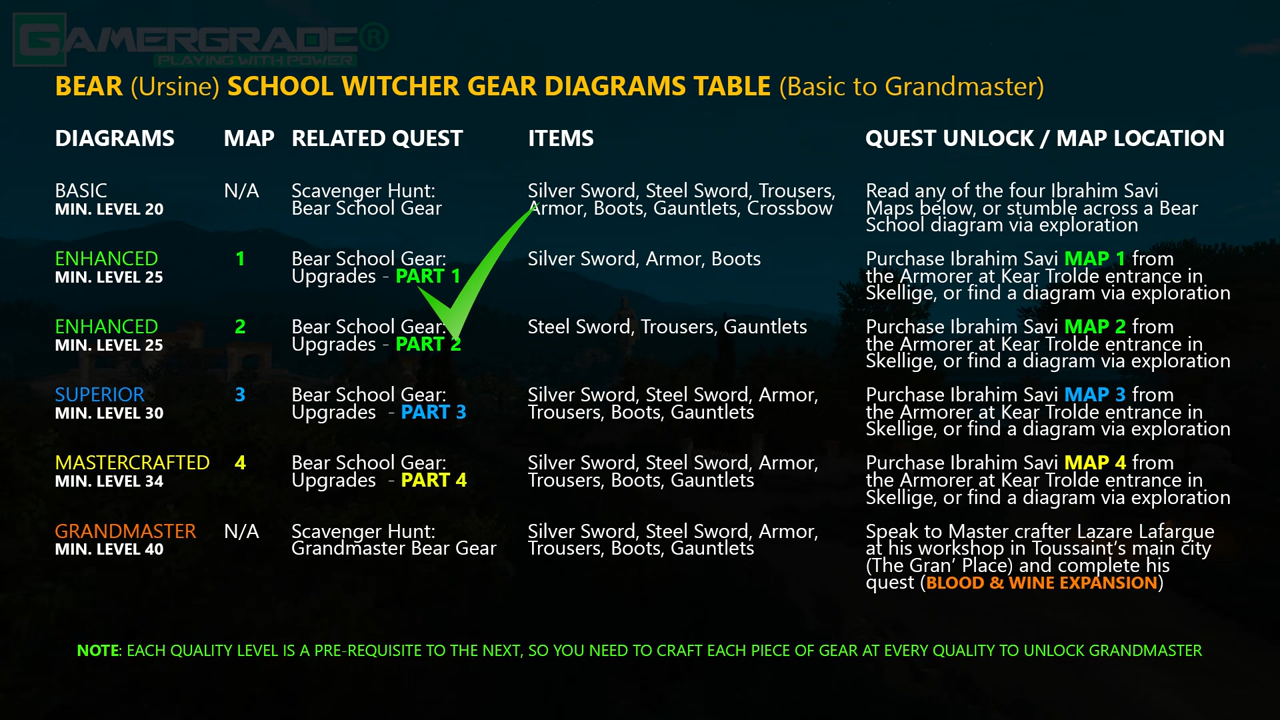 GAMERGRADE®
PLAYING WITH POWER
BEAR (Ursine) SCHOOL WITCHER GEAR DIAGRAMS TABLE (Basic to Grandmaster)
DIAGRAMS MAP RELATED QUEST ITEMS QUEST UNLOCK / MAP LOCATION
BASIC N/A Scavenger Hunt: Silver Sword, Steel Sword, Trousers, Read any of the four Ibrahim Savi
MIN. LEVEL 20 Bear School Gear Armor, Boots, Gauntlets, Crossbow Maps below, or stumble across a Bear
School diagram via exploration
ENHANCED 1 Bear School Gear: Silver Sword, Armor, Boots Purchase Ibrahim Savi MAP 1 from
MIN. LEVEL 25 Upgrades - PART 1 the Armorer at Kear Trolde entrance in
Skellige, or find a diagram via exploration
ENHANCED 2 Bear School Gear: Steel Sword, Trousers, Gauntlets Purchase Ibrahim Savi MAP 2 from
MIN. LEVEL 25 Upgrades - PART 2 the Armorer at Kear Trolde entrance in
Skellige, or find a diagram via exploration
SUPERIOR 3 Bear School Gear: Silver Sword, Steel Sword, Armor, Purchase Ibrahim Savi MAP 3 from
MIN. LEVEL 30 Upgrades - PART 3 Trousers, Boots, Gauntlets the Armorer at Kear Trolde entrance in
Skellige, or find a diagram via exploration
MASTERCRAFTED 4 Bear School Gear: Silver Sword, Steel Sword, Armor, Purchase Ibrahim Savi MAP 4 from
MIN. LEVEL 34 Upgrades - PART 4 Trousers, Boots, Gauntlets the Armorer at Kear Trolde entrance in
Skellige, or find a diagram via exploration
GRANDMASTER N/A Scavenger Hunt: Silver Sword, Steel Sword, Armor, Speak to Master crafter Lazare Lafargue
MIN. LEVEL 40 Grandmaster Bear Gear Trousers, Boots, Gauntlets at his workshop in Toussaint's main city
(The Gran' Place) and complete his
quest (BLOOD & WINE EXPANSION)
NOTE: EACH QUALITY LEVEL IS A PRE-REQUISITE TO THE NEXT, SO YOU NEED TO CRAFT EACH PIECE OF GEAR AT EVERY QUALITY TO UNLOCK GRANDMASTER